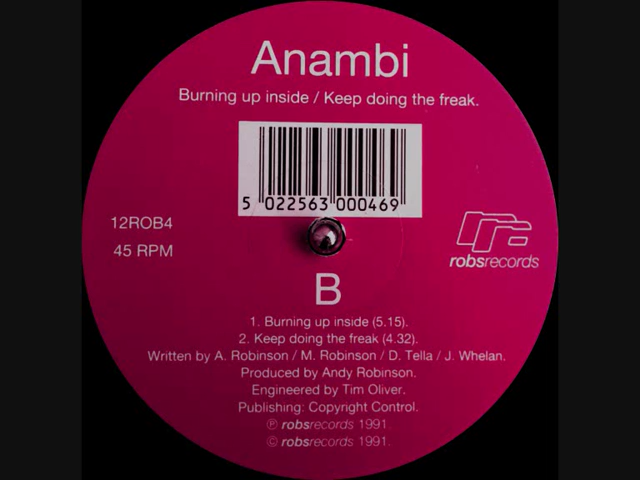 Anambi
Burning up inside / Keep doing the freak.
5 022563 000469
12ROB4
45 RPM
robsrecords
B
1. Burning up inside (5.15).
2. Keep doing the freak (4.32).
Written by A. Robinson / M. Robinson / D. Tella / J. Whelan.
Produced by Andy Robinson.
Engineered by Tim Oliver.
Publishing: Copyright Control.
℗ robsrecords 1991.
© robsrecords 1991.